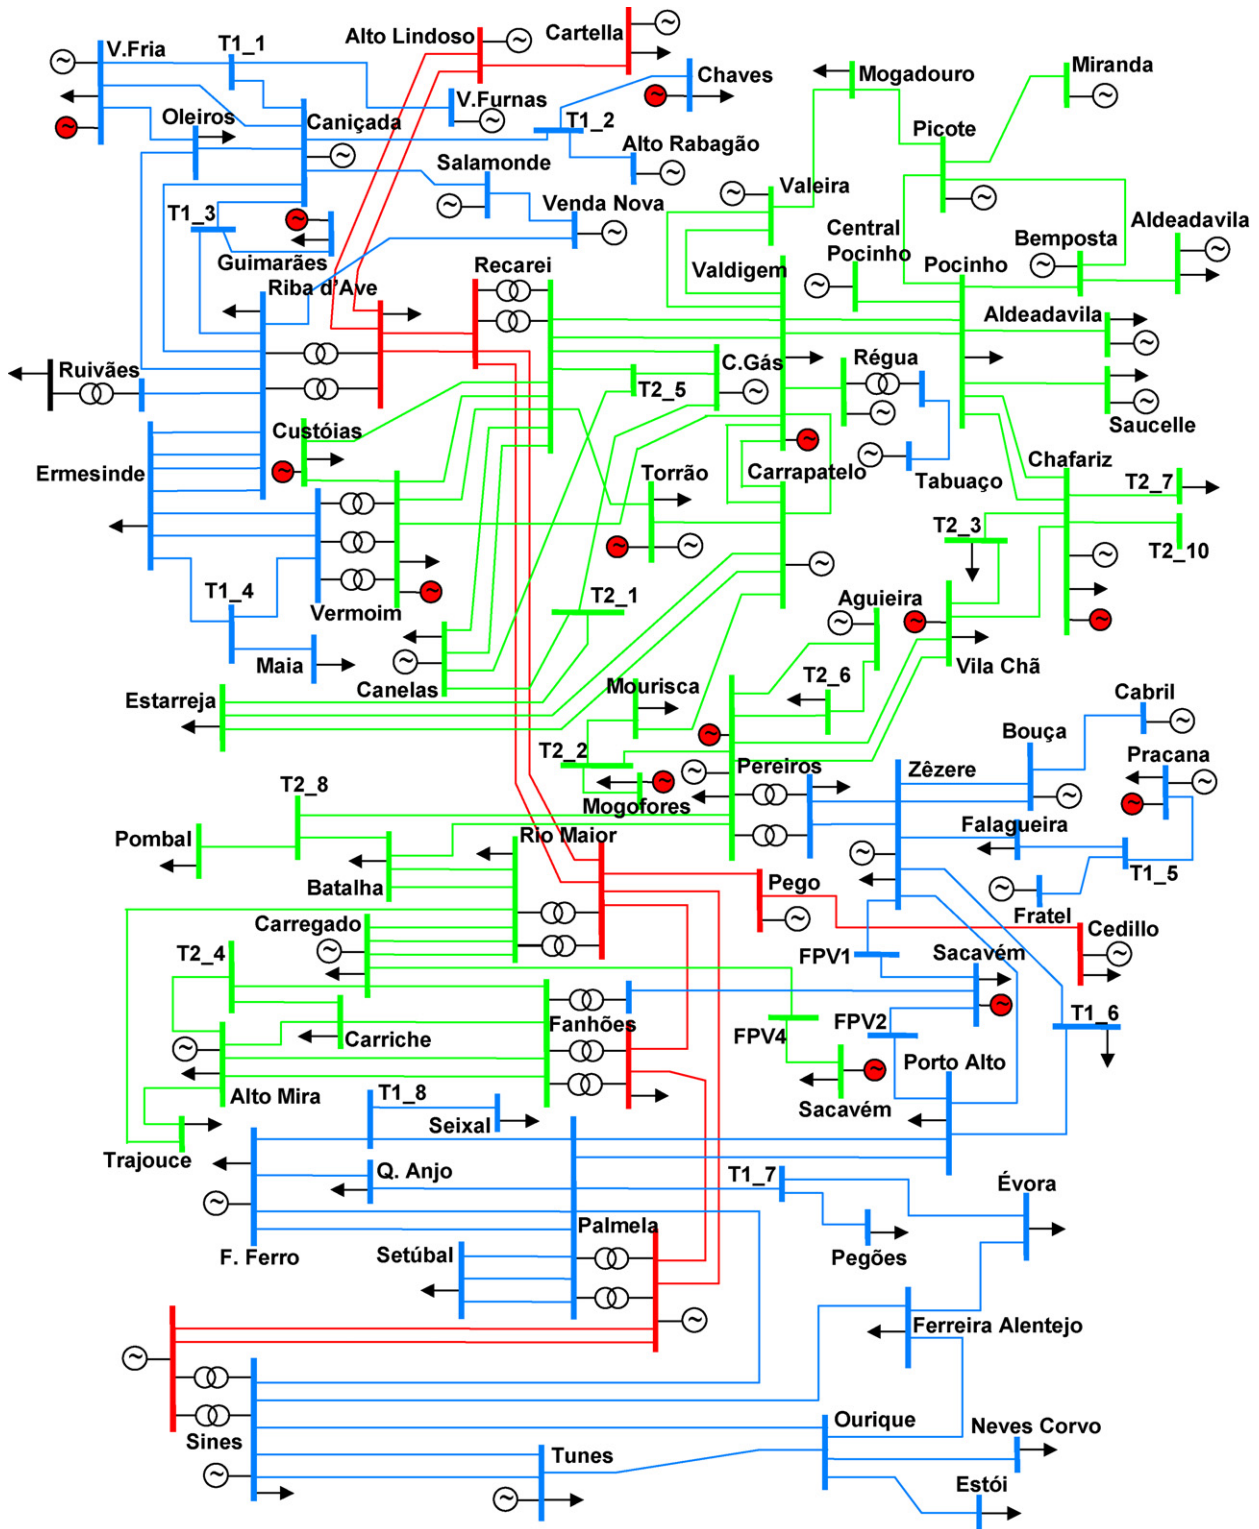 Cartella
Alto Lindoso
V.Fria
T1_1
Chaves
Mogadouro
Miranda
V.Furnas
Oleiros
Caniçada
T1_2
Picote
Alto Rabagão
Salamonde
Valeira
Venda Nova
T1_3
Central
Pocinho
Aldeadavila
Bemposta
Guimarães
Recarei
Valdigem
Pocinho
Riba d'Ave
Aldeadavila
Ruivães
C.Gás
Régua
T2_5
Saucelle
Custóias
Ermesinde
Carrapatelo
Tabuaço
Chafariz
Torrão
T2_7
T2_3
T2_10
T1_4
Vermoim
T2_1
Aguieira
Maia
Canelas
Vila Chã
Estarreja
Mourisca
T2_6
Cabril
Bouça
T2_2
Pereiros
Zêzere
Pracana
T2_8
Mogofores
Pombal
Rio Maior
Falagueira
Batalha
Pego
T1_5
Fratel
Carregado
Cedillo
T2_4
FPV1
Sacavém
Fanhões
FPV2
T1_6
Carriche
FPV4
Porto Alto
Alto Mira
T1_8
Sacavém
Seixal
Trajouce
Q. Anjo
T1_7
Évora
Palmela
F. Ferro
Setúbal
Pegões
Ferreira Alentejo
Ourique
Neves Corvo
Sines
Tunes
Estói